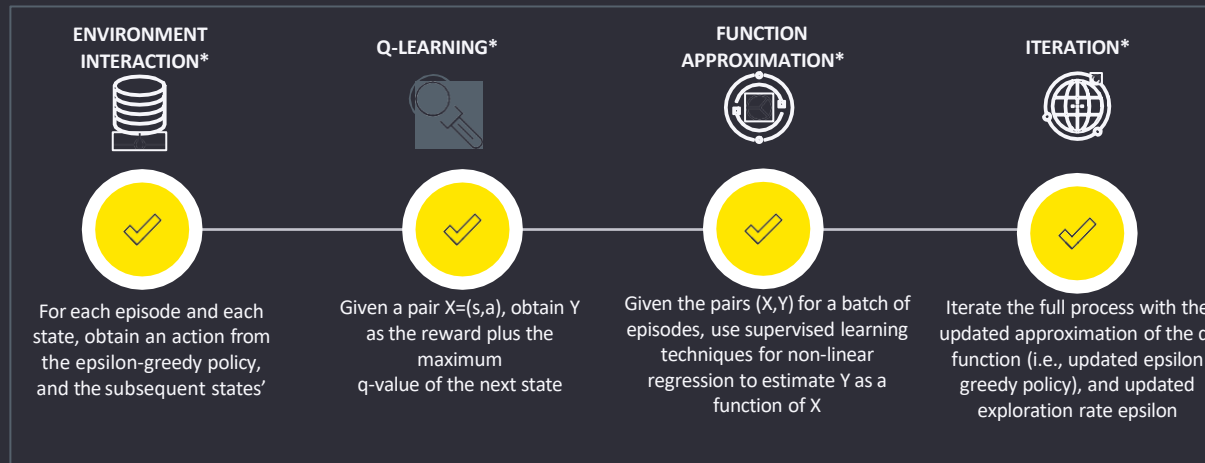 ENVIRONMENT
INTERACTION*
For each episode and each
state, obtain an action from
the epsilon-greedy policy,
and the subsequent states’
Q-LEARNING*
Given a pair X=(s,a), obtain Y
as the reward plus the
maximum
q-value of the next state
FUNCTION
APPROXIMATION*
Given the pairs (X,Y) for a batch of
episodes, use supervised learning
techniques for non-linear
regression to estimate Y as a
function of X
ITERATION*
Iterate the full process with the
updated approximation of the q
function (i.e., updated epsilon
greedy policy), and updated
exploration rate epsilon